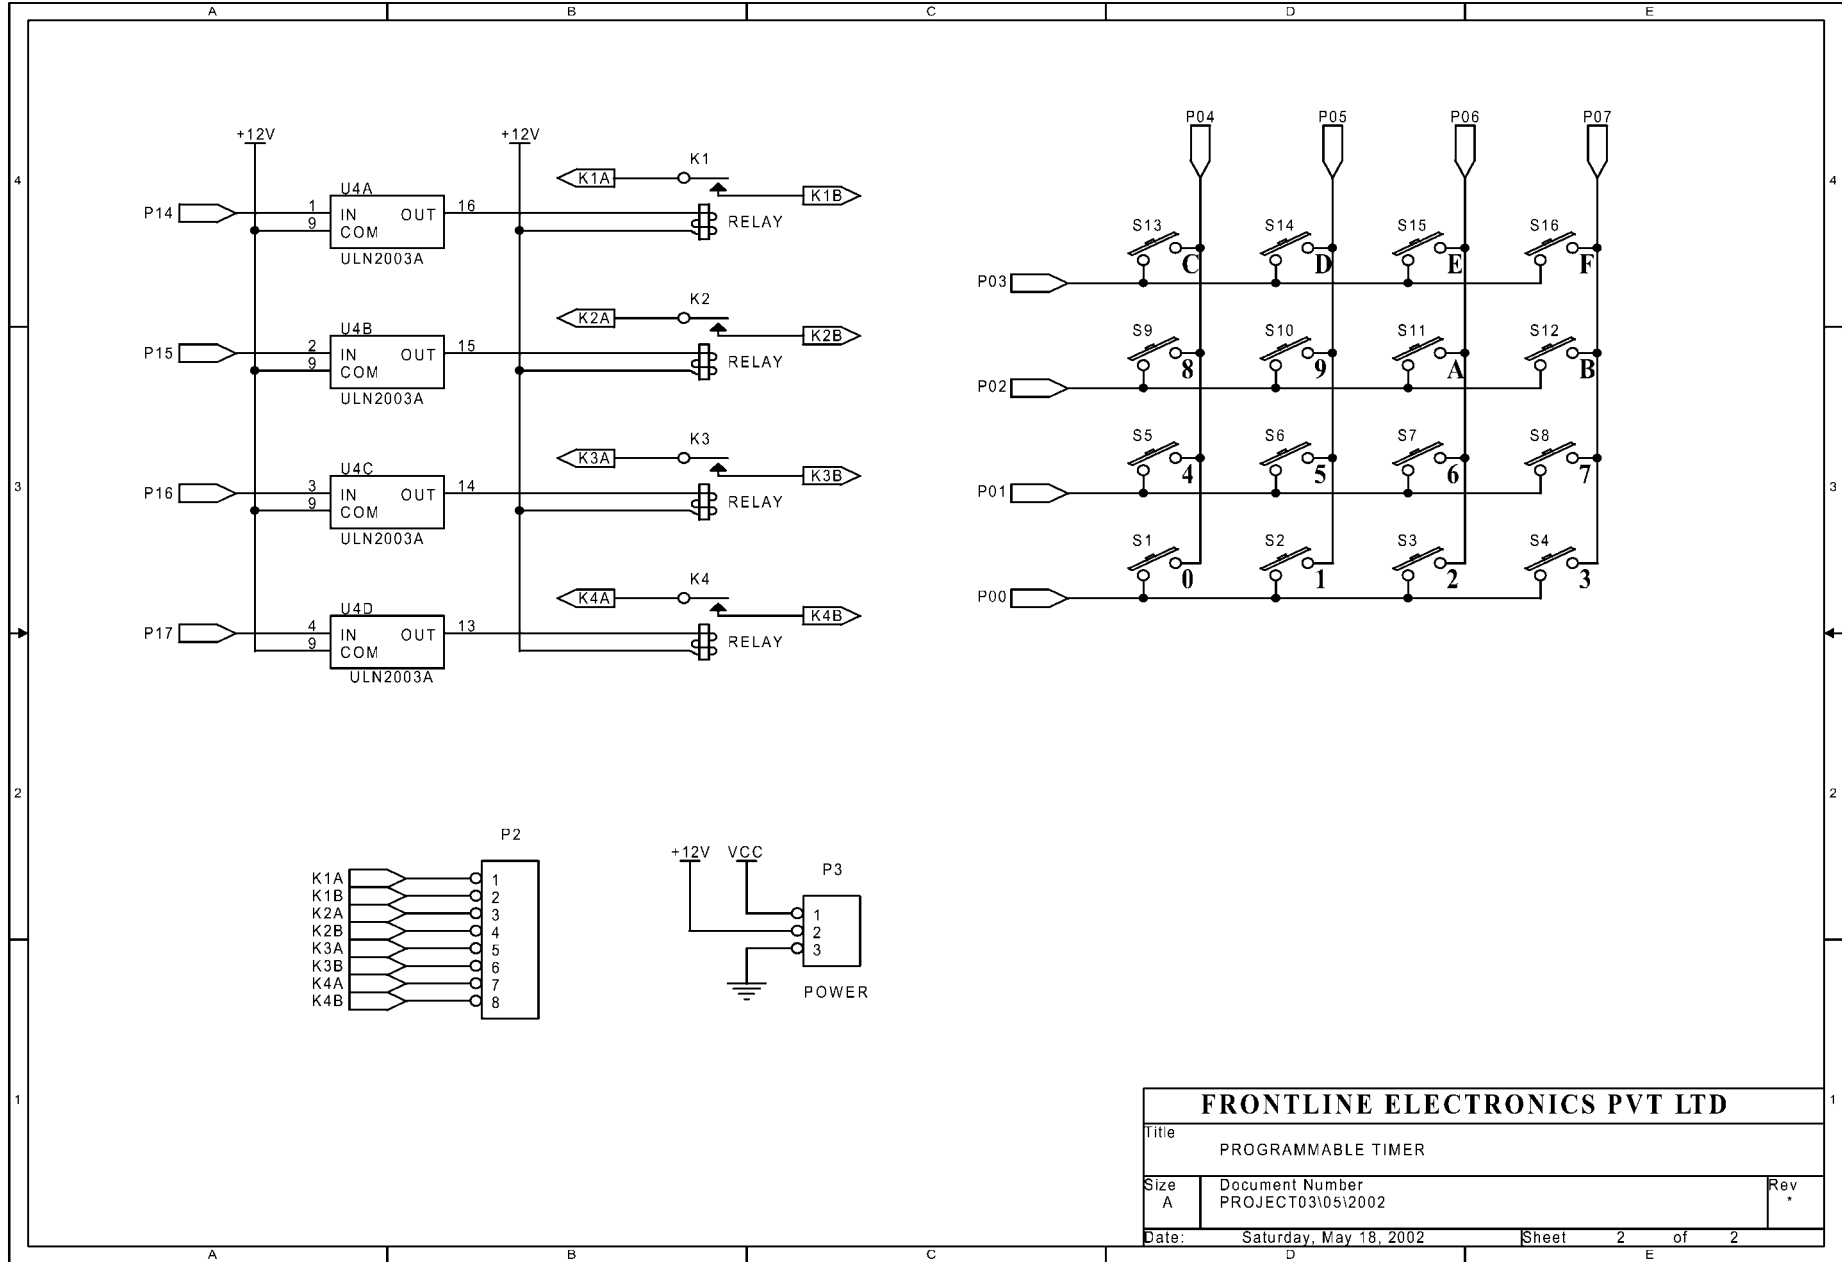 A B C D E
4
4
3
3
2
2
1
1
+12V
+12V
P14
U4A
1 IN OUT 16
9 COM
ULN2003A
K1A
K1
K1B
RELAY
P15
U4B
2 IN OUT 15
9 COM
ULN2003A
K2A
K2
K2B
RELAY
P16
U4C
3 IN OUT 14
9 COM
ULN2003A
K3A
K3
K3B
RELAY
P17
U4D
4 IN OUT 13
9 COM
ULN2003A
K4A
K4
K4B
RELAY
P04 P05 P06 P07
S13 S14 S15 S16
C D E F
P03
S9 S10 S11 S12
8 9 A B
P02
S5 S6 S7 S8
4 5 6 7
P01
S1 S2 S3 S4
0 1 2 3
P00
P2
K1A 1
K1B 2
K2A 3
K2B 4
K3A 5
K3B 6
K4A 7
K4B 8
+12V VCC
P3
1
2
3
POWER
FRONTLINE ELECTRONICS PVT LTD
Title
PROGRAMMABLE TIMER
Size
A
Document Number
PROJECT03\05\2002
Rev
*
Date: Saturday, May 18, 2002 Sheet 2 of 2
A B C D E